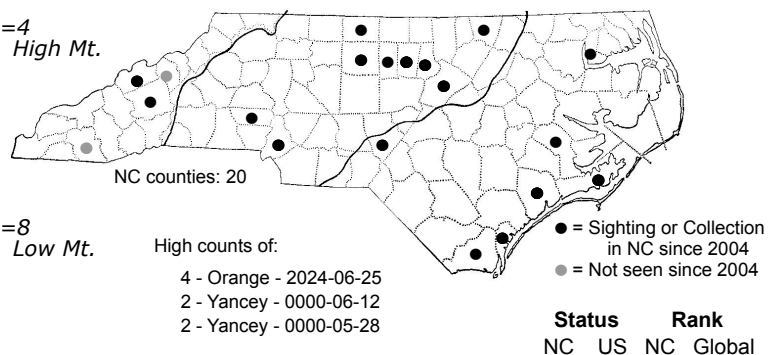 =4
High Mt.
NC counties: 20
=8
Low Mt.
High counts of:
4 - Orange - 2024-06-25
2 - Yancey - 0000-06-12
2 - Yancey - 0000-05-28
= Sighting or Collection
in NC since 2004
= Not seen since 2004
Status Rank
NC US NC Global